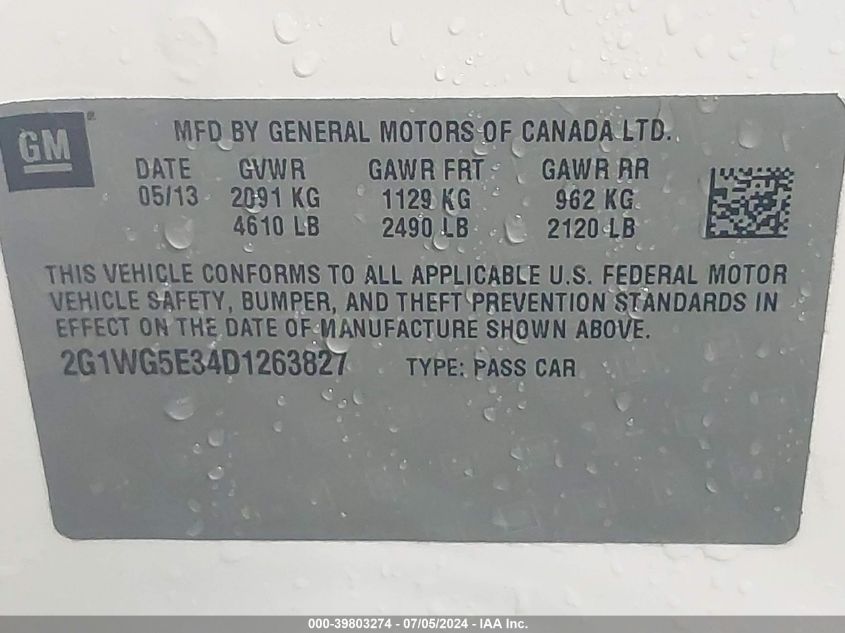 GM®
MFD BY GENERAL MOTORS OF CANADA LTD.
DATE GVWR GAWR FRT GAWR RR
05/13 2091 KG 1129 KG 962 KG
4610 LB 2490 LB 2120 LB
THIS VEHICLE CONFORMS TO ALL APPLICABLE U.S. FEDERAL MOTOR
VEHICLE SAFETY, BUMPER, AND THEFT PREVENTION STANDARDS IN
EFFECT ON THE DATE OF MANUFACTURE SHOWN ABOVE.
2G1WG5E34D1263827 TYPE: PASS CAR
000-39803274 - 07/05/2024 - IAA Inc.